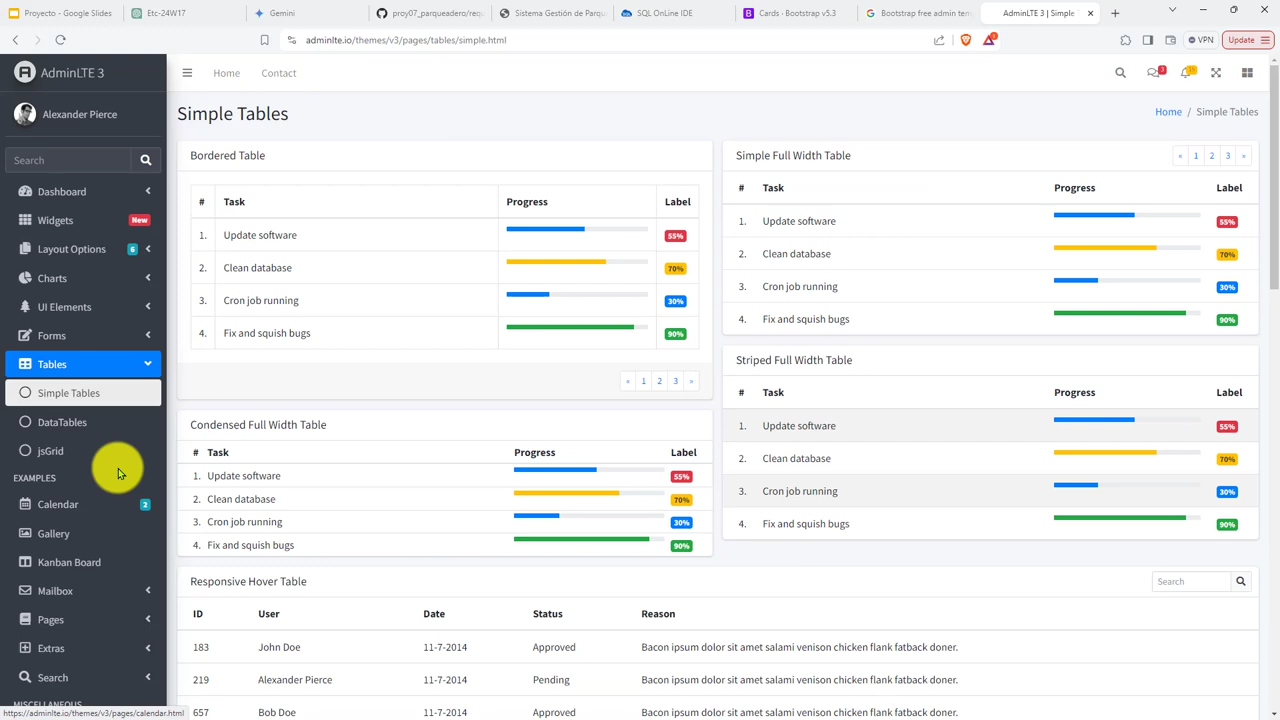 Proyecto - Google Slides
Etc-24W17
Gemini
proy07_parqueadero/requ
Sistema Gestión de Parqu
SQL OnLine IDE
Cards · Bootstrap v5.3
Bootstrap free admin tem
AdminLTE 3 | Simple
adminlte.io/themes/v3/pages/tables/simple.html
VPN
Update
AdminLTE 3
Home
Contact
3
15
Alexander Pierce
Simple Tables
Home / Simple Tables
Search
Dashboard
Widgets
New
Layout Options
6
Charts
UI Elements
Forms
Tables
Simple Tables
DataTables
jsGrid
EXAMPLES
Calendar
2
Gallery
Kanban Board
Mailbox
Pages
Extras
Search
MISCELLANEOUS
https://adminlte.io/themes/v3/pages/calendar.html
Bordered Table
# Task Progress Label
1. Update software 55%
2. Clean database 70%
3. Cron job running 30%
4. Fix and squish bugs 90%
« 1 2 3 »
Condensed Full Width Table
# Task Progress Label
1. Update software 55%
2. Clean database 70%
3. Cron job running 30%
4. Fix and squish bugs 90%
Simple Full Width Table
« 1 2 3 »
# Task Progress Label
1. Update software 55%
2. Clean database 70%
3. Cron job running 30%
4. Fix and squish bugs 90%
Striped Full Width Table
# Task Progress Label
1. Update software 55%
2. Clean database 70%
3. Cron job running 30%
4. Fix and squish bugs 90%
Responsive Hover Table
Search
ID User Date Status Reason
183 John Doe 11-7-2014 Approved Bacon ipsum dolor sit amet salami venison chicken flank fatback doner.
219 Alexander Pierce 11-7-2014 Pending Bacon ipsum dolor sit amet salami venison chicken flank fatback doner.
657 Bob Doe 11-7-2014 Approved Bacon ipsum dolor sit amet salami venison chicken flank fatback doner.